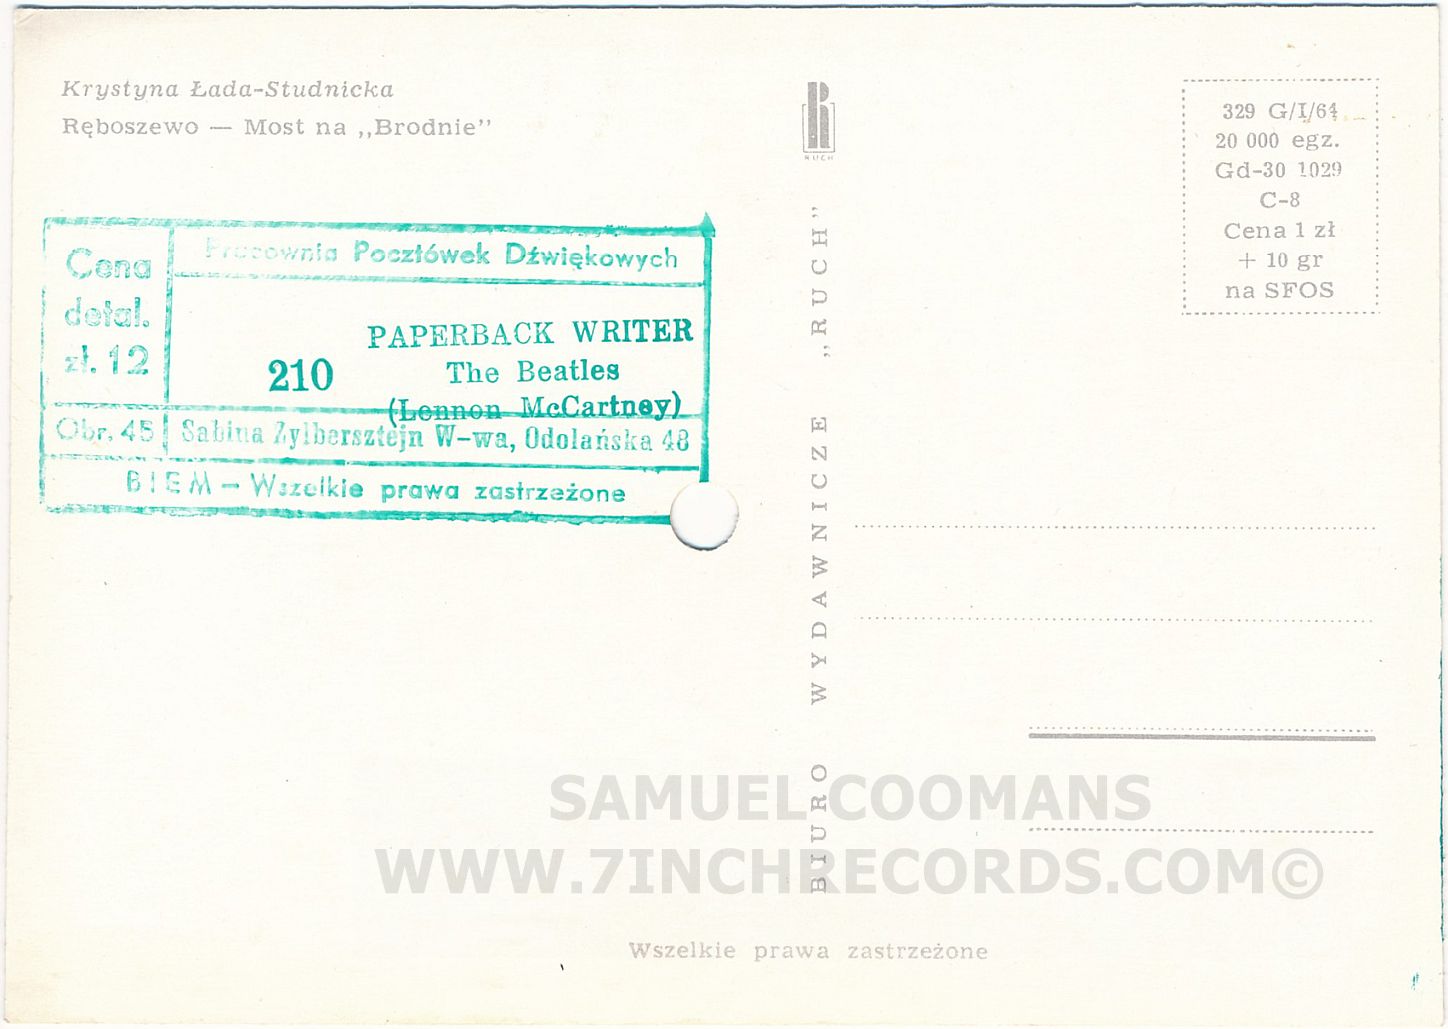 Krystyna Łada-Studnicka
Ręboszewo — Most na ,,Brodnie"
RUCH
329 G/I/64
20 000 egz.
Gd-30 1029
C-8
Cena 1 zł
+ 10 gr
na SFOS
Cena
detal.
zł. 12
Pracownia Pocztówek Dźwiękowych
PAPERBACK WRITER
210
The Beatles
(Lennon McCartney)
Obr. 45
Sabina Zylbersztejn W-wa, Odolańska 48
BIEM – Wszelkie prawa zastrzeżone
BIURO WYDAWNICZE „RUCH"
SAMUEL COOMANS
WWW.7INCHRECORDS.COM©
Wszelkie prawa zastrzeżone